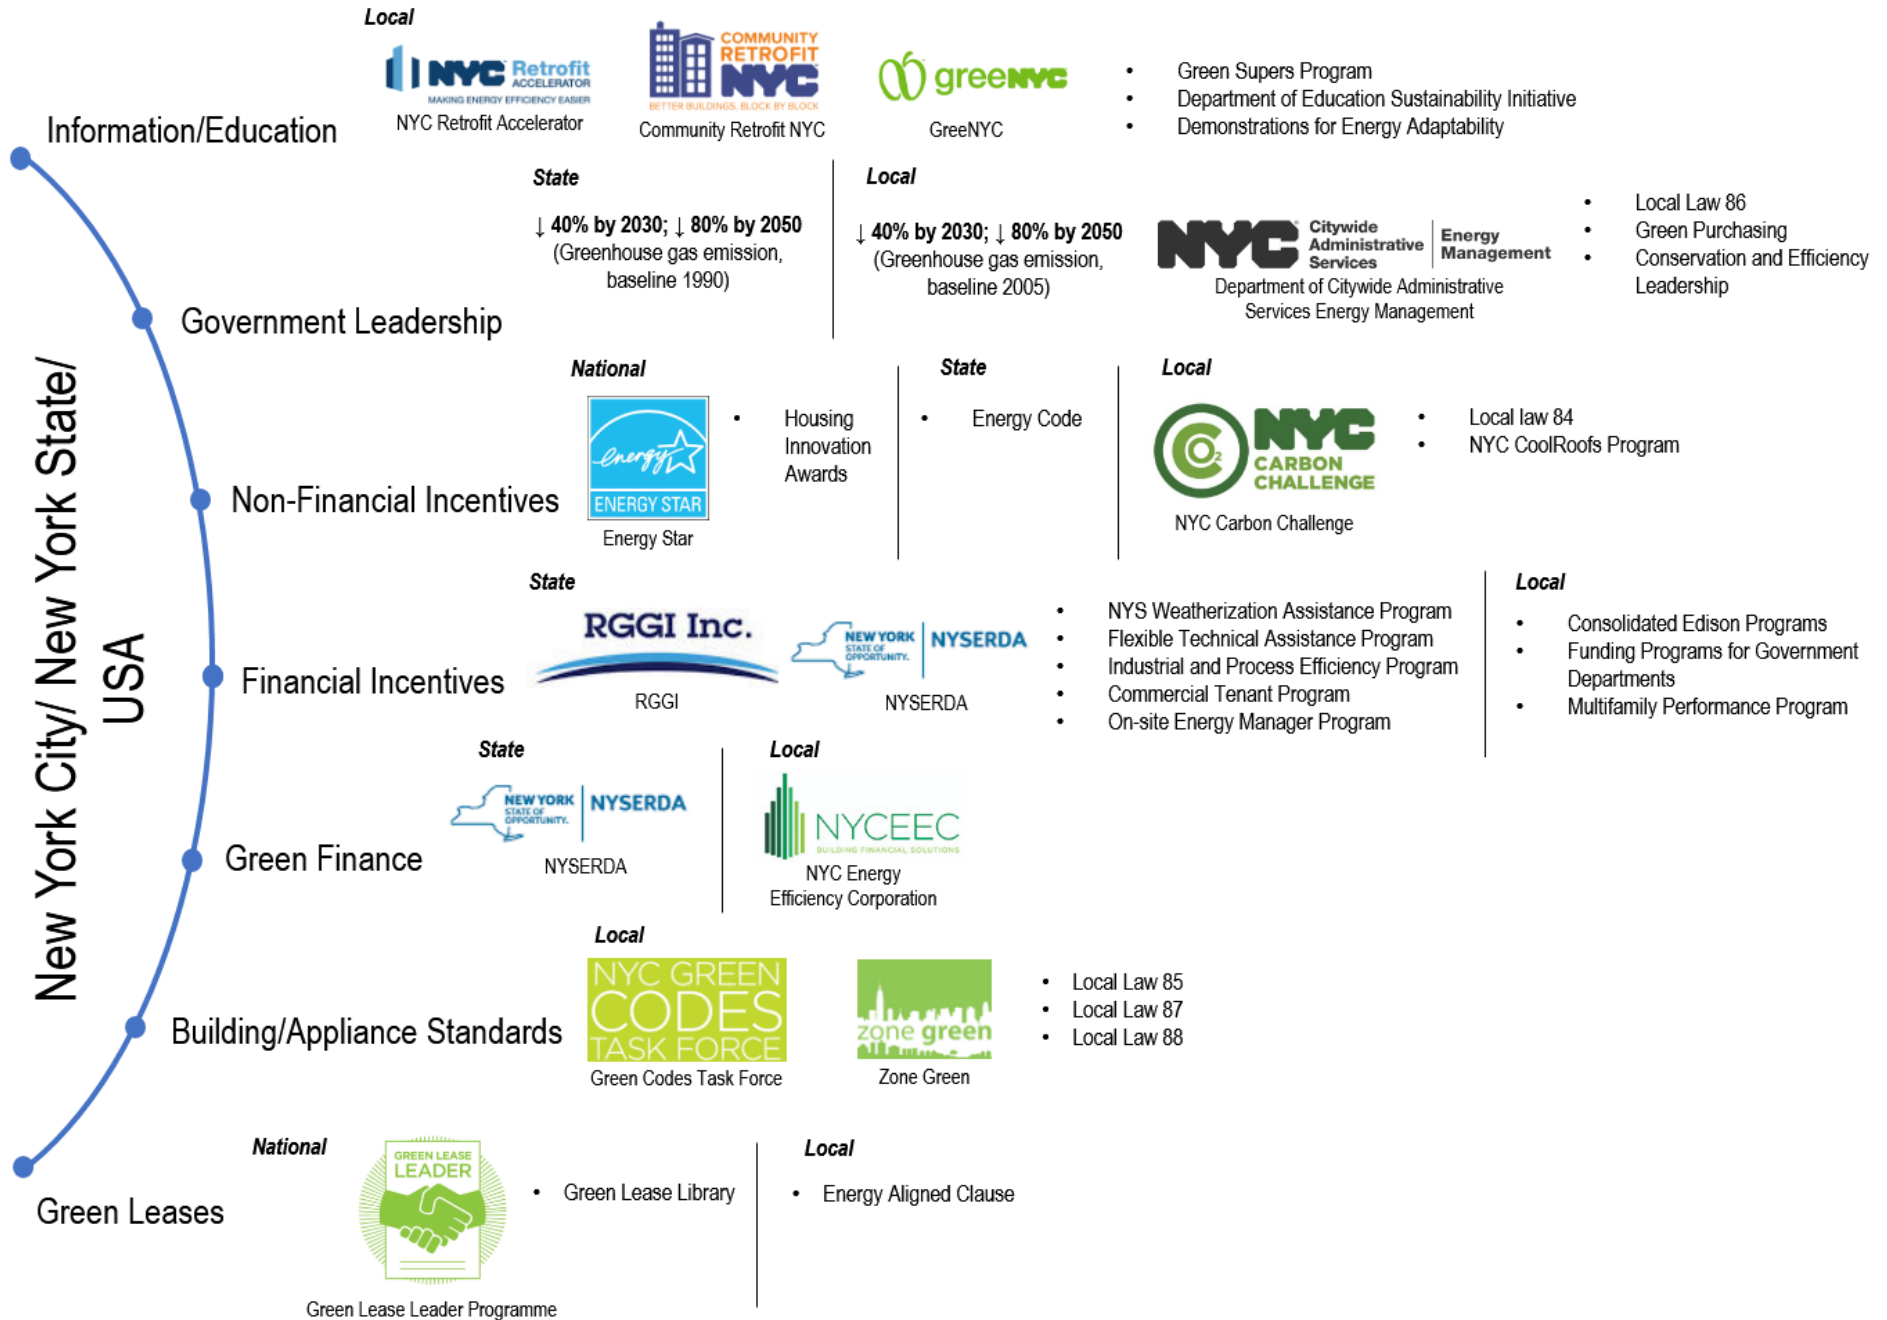 New York City/ New York State/
USA
Information/Education
Local
NYC Retrofit
ACCELERATOR
MAKING ENERGY EFFICIENCY EASIER
NYC Retrofit Accelerator
COMMUNITY
RETROFIT
NYC
BETTER BUILDINGS, BLOCK BY BLOCK
Community Retrofit NYC
greeNYC
GreeNYC
• Green Supers Program
• Department of Education Sustainability Initiative
• Demonstrations for Energy Adaptability
Government Leadership
State
↓ 40% by 2030; ↓ 80% by 2050
(Greenhouse gas emission,
baseline 1990)
Local
↓ 40% by 2030; ↓ 80% by 2050
(Greenhouse gas emission,
baseline 2005)
NYC
Citywide
Administrative
Services
Energy
Management
Department of Citywide Administrative
Services Energy Management
• Local Law 86
• Green Purchasing
• Conservation and Efficiency
Leadership
Non-Financial Incentives
National
energy
ENERGY STAR
Energy Star
• Housing
Innovation
Awards
State
• Energy Code
Local
CO2
NYC
CARBON
CHALLENGE
NYC Carbon Challenge
• Local law 84
• NYC CoolRoofs Program
Financial Incentives
State
RGGI Inc.
RGGI
NEW YORK
STATE OF
OPPORTUNITY.
NYSERDA
NYSERDA
• NYS Weatherization Assistance Program
• Flexible Technical Assistance Program
• Industrial and Process Efficiency Program
• Commercial Tenant Program
• On-site Energy Manager Program
Local
• Consolidated Edison Programs
• Funding Programs for Government
Departments
• Multifamily Performance Program
Green Finance
State
NEW YORK
STATE OF
OPPORTUNITY.
NYSERDA
NYSERDA
Local
NYCEEC
BUILDING FINANCIAL SOLUTIONS
NYC Energy
Efficiency Corporation
Building/Appliance Standards
Local
NYC GREEN
CODES
TASK FORCE
Green Codes Task Force
zone green
Zone Green
• Local Law 85
• Local Law 87
• Local Law 88
Green Leases
National
GREEN LEASE
LEADER
Green Lease Leader Programme
• Green Lease Library
Local
• Energy Aligned Clause